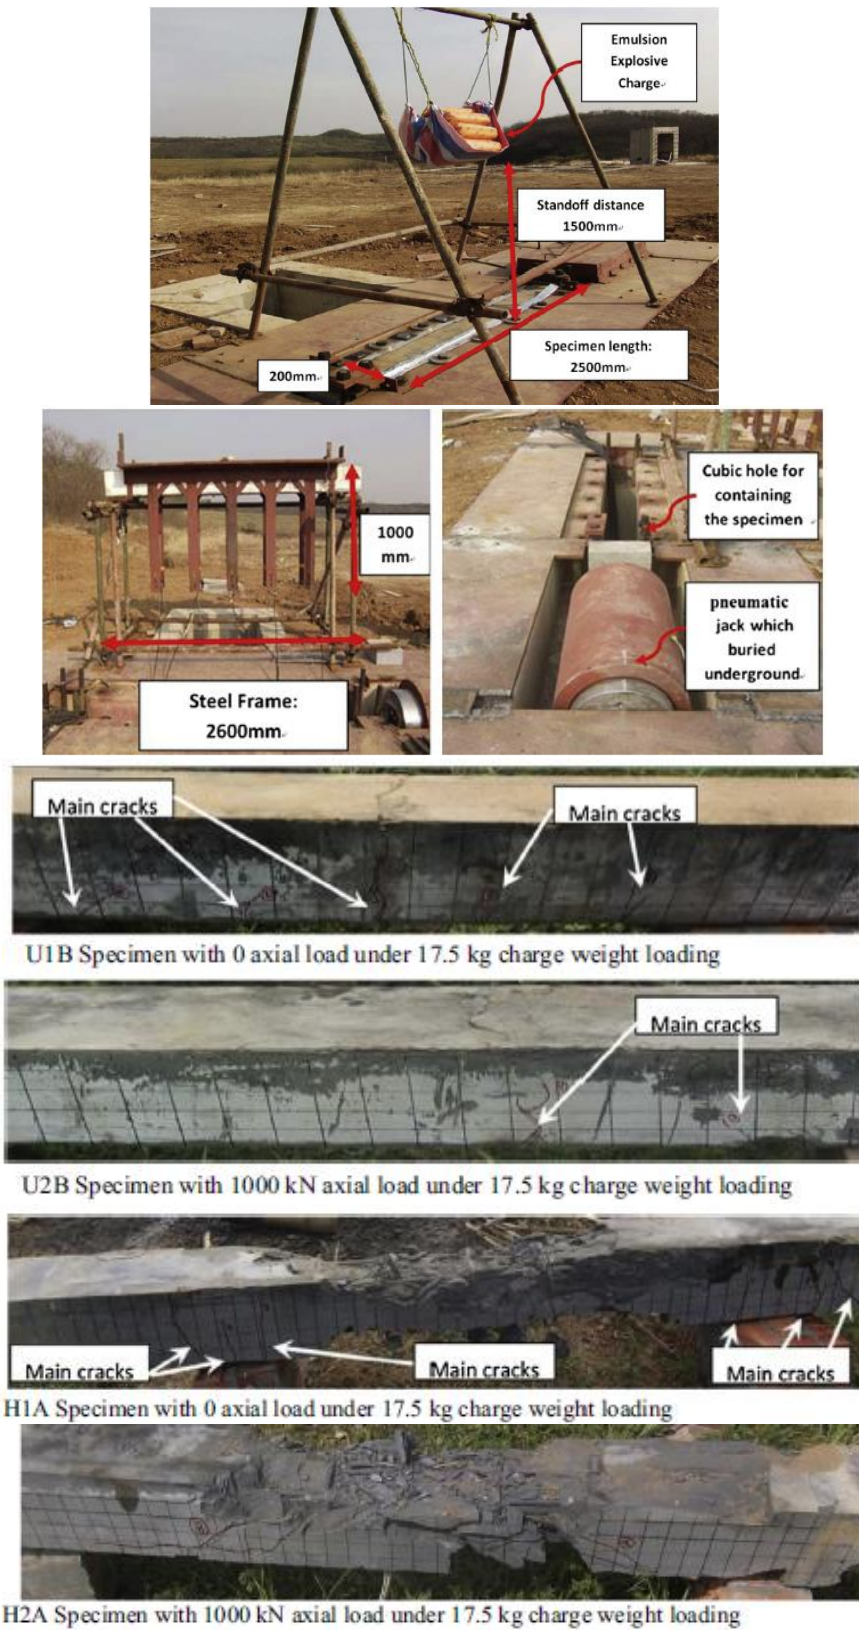 Emulsion
Explosive
Charge
Standoff distance
1500mm
Specimen length:
2500mm
200mm
1000
mm
Steel Frame:
2600mm
Cubic hole for
containing
the specimen
pneumatic
jack which
buried
underground
Main cracks
Main cracks
U1B Specimen with 0 axial load under 17.5 kg charge weight loading
Main cracks
U2B Specimen with 1000 kN axial load under 17.5 kg charge weight loading
Main cracks
Main cracks
Main cracks
H1A Specimen with 0 axial load under 17.5 kg charge weight loading
H2A Specimen with 1000 kN axial load under 17.5 kg charge weight loading